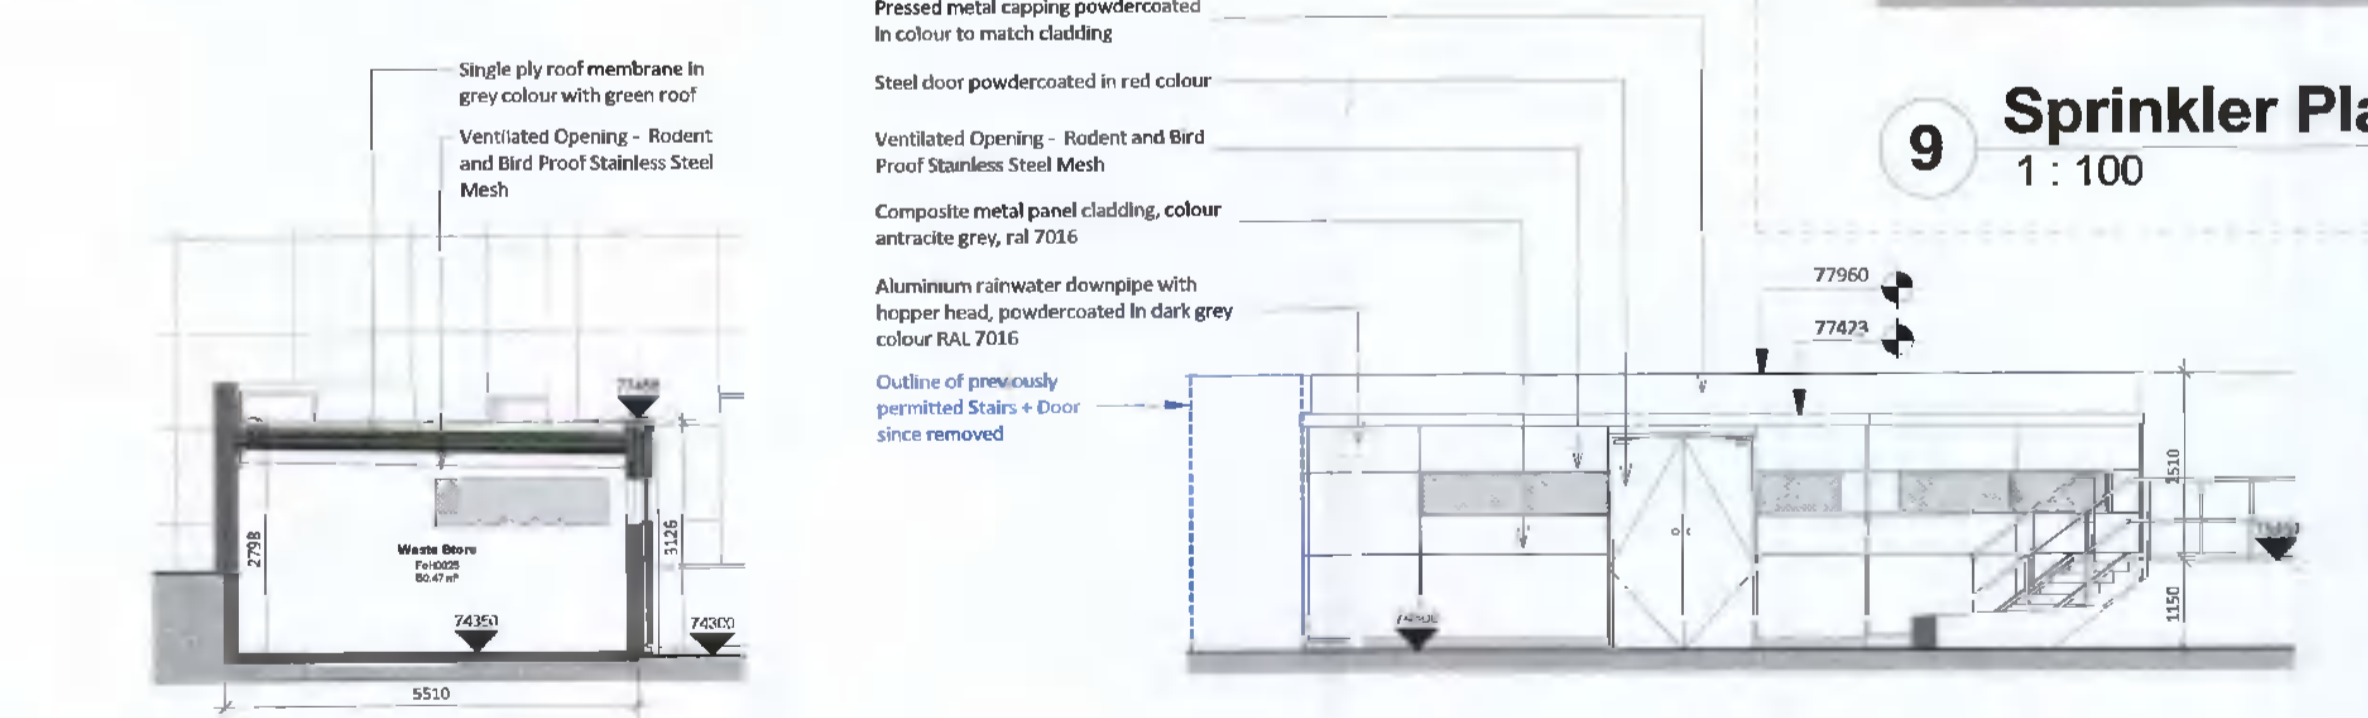 Single ply roof membrane in
grey colour with green roof
Ventilated Opening - Rodent
and Bird Proof Stainless Steel
Mesh
2798
Waste Store
50.47 m²
3126
74350
74300
5510
Pressed metal capping powdercoated
In colour to match cladding
Steel door powdercoated in red colour
Ventilated Opening - Rodent and Bird
Proof Stainless Steel Mesh
Composite metal panel cladding, colour
antracite grey, ral 7016
Aluminium rainwater downpipe with
hopper head, powdercoated in dark grey
colour RAL 7016
Outline of previously
permitted Stairs + Door
since removed
9
Sprinkler
1 : 100
77960
77423
1150